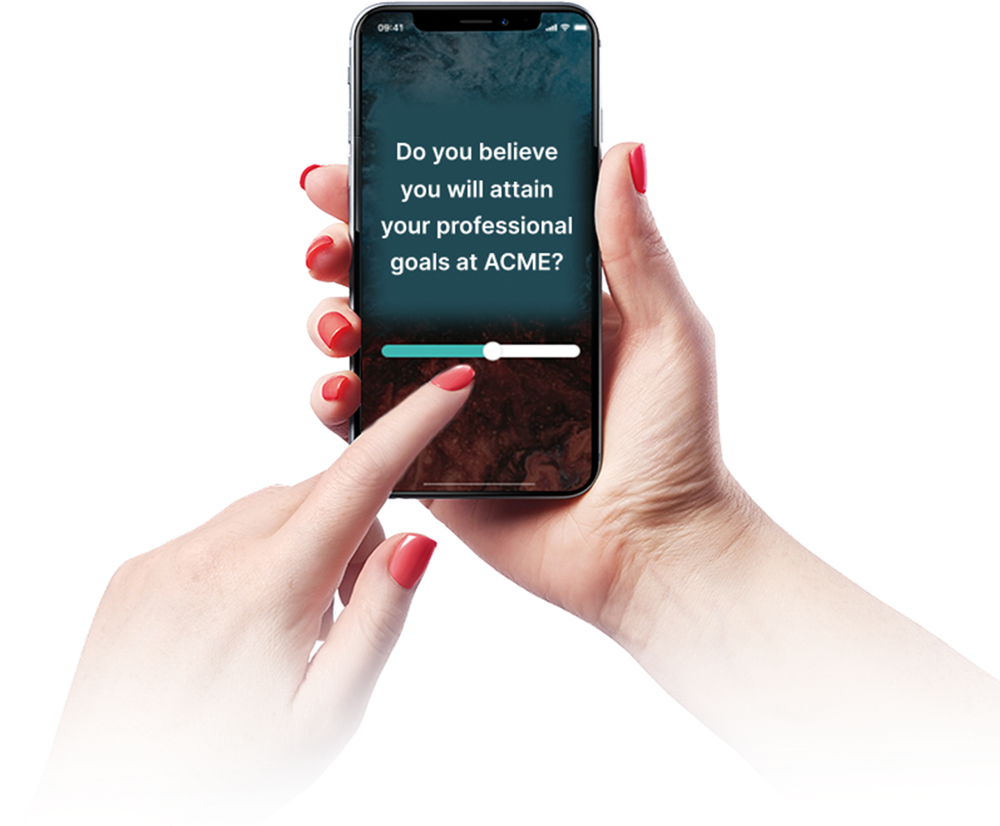 09:41
Do you believe
you will attain
your professional
goals at ACME?